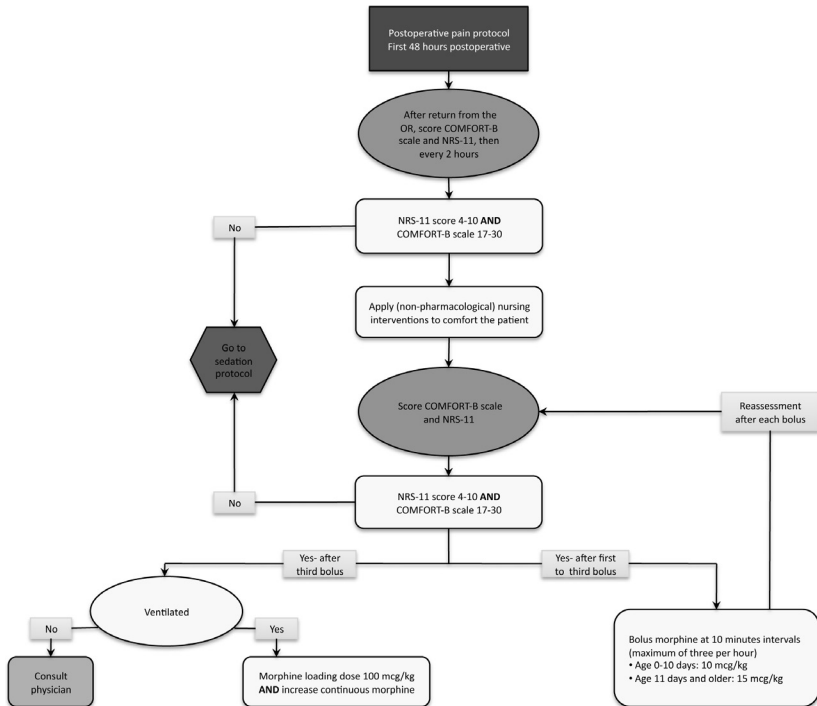 Postoperative pain protocol
First 48 hours postoperative
After return from the
OR, score COMFORT-B
scale and NRS-11, then
every 2 hours
No
NRS-11 score 4-10 AND
COMFORT-B scale 17-30
Apply (non-pharmacological) nursing
interventions to comfort the patient
Go to
sedation
protocol
Score COMFORT-B scale
and NRS-11
Reassessment
after each bolus
No
NRS-11 score 4-10 AND
COMFORT-B scale 17-30
Yes- after
third bolus
Yes- after first
to third bolus
Ventilated
No
Yes
Consult
physician
Morphine loading dose 100 mcg/kg
AND increase continuous morphine
Bolus morphine at 10 minutes intervals
(maximum of three per hour)
• Age 0-10 days: 10 mcg/kg
• Age 11 days and older: 15 mcg/kg